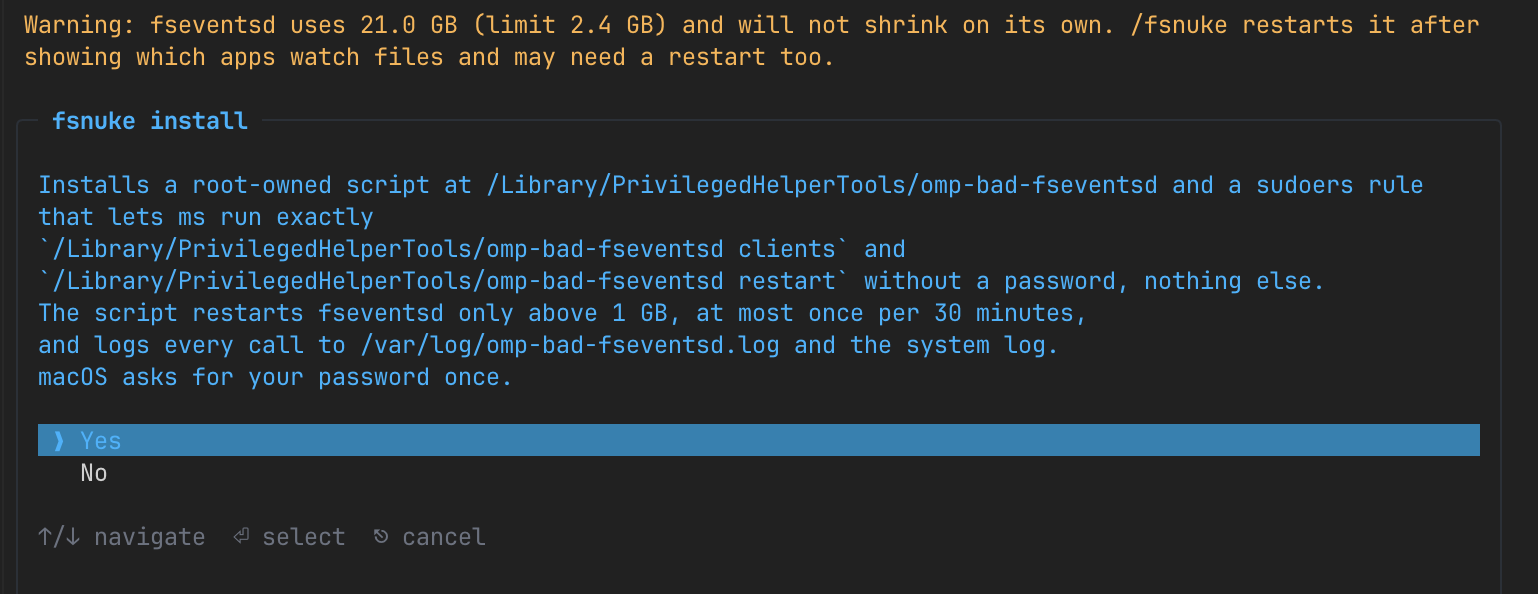 Warning: fseventsd uses 21.0 GB (limit 2.4 GB) and will not shrink on its own. /fsnuke restarts it after
showing which apps watch files and may need a restart too.
fsnuke install
Installs a root-owned script at /Library/PrivilegedHelperTools/omp-bad-fseventsd and a sudoers rule
that lets ms run exactly
`/Library/PrivilegedHelperTools/omp-bad-fseventsd clients` and
`/Library/PrivilegedHelperTools/omp-bad-fseventsd restart` without a password, nothing else.
The script restarts fseventsd only above 1 GB, at most once per 30 minutes,
and logs every call to /var/log/omp-bad-fseventsd.log and the system log.
macOS asks for your password once.
❯ Yes
No
↑/↓ navigate ⏎ select ⎋ cancel